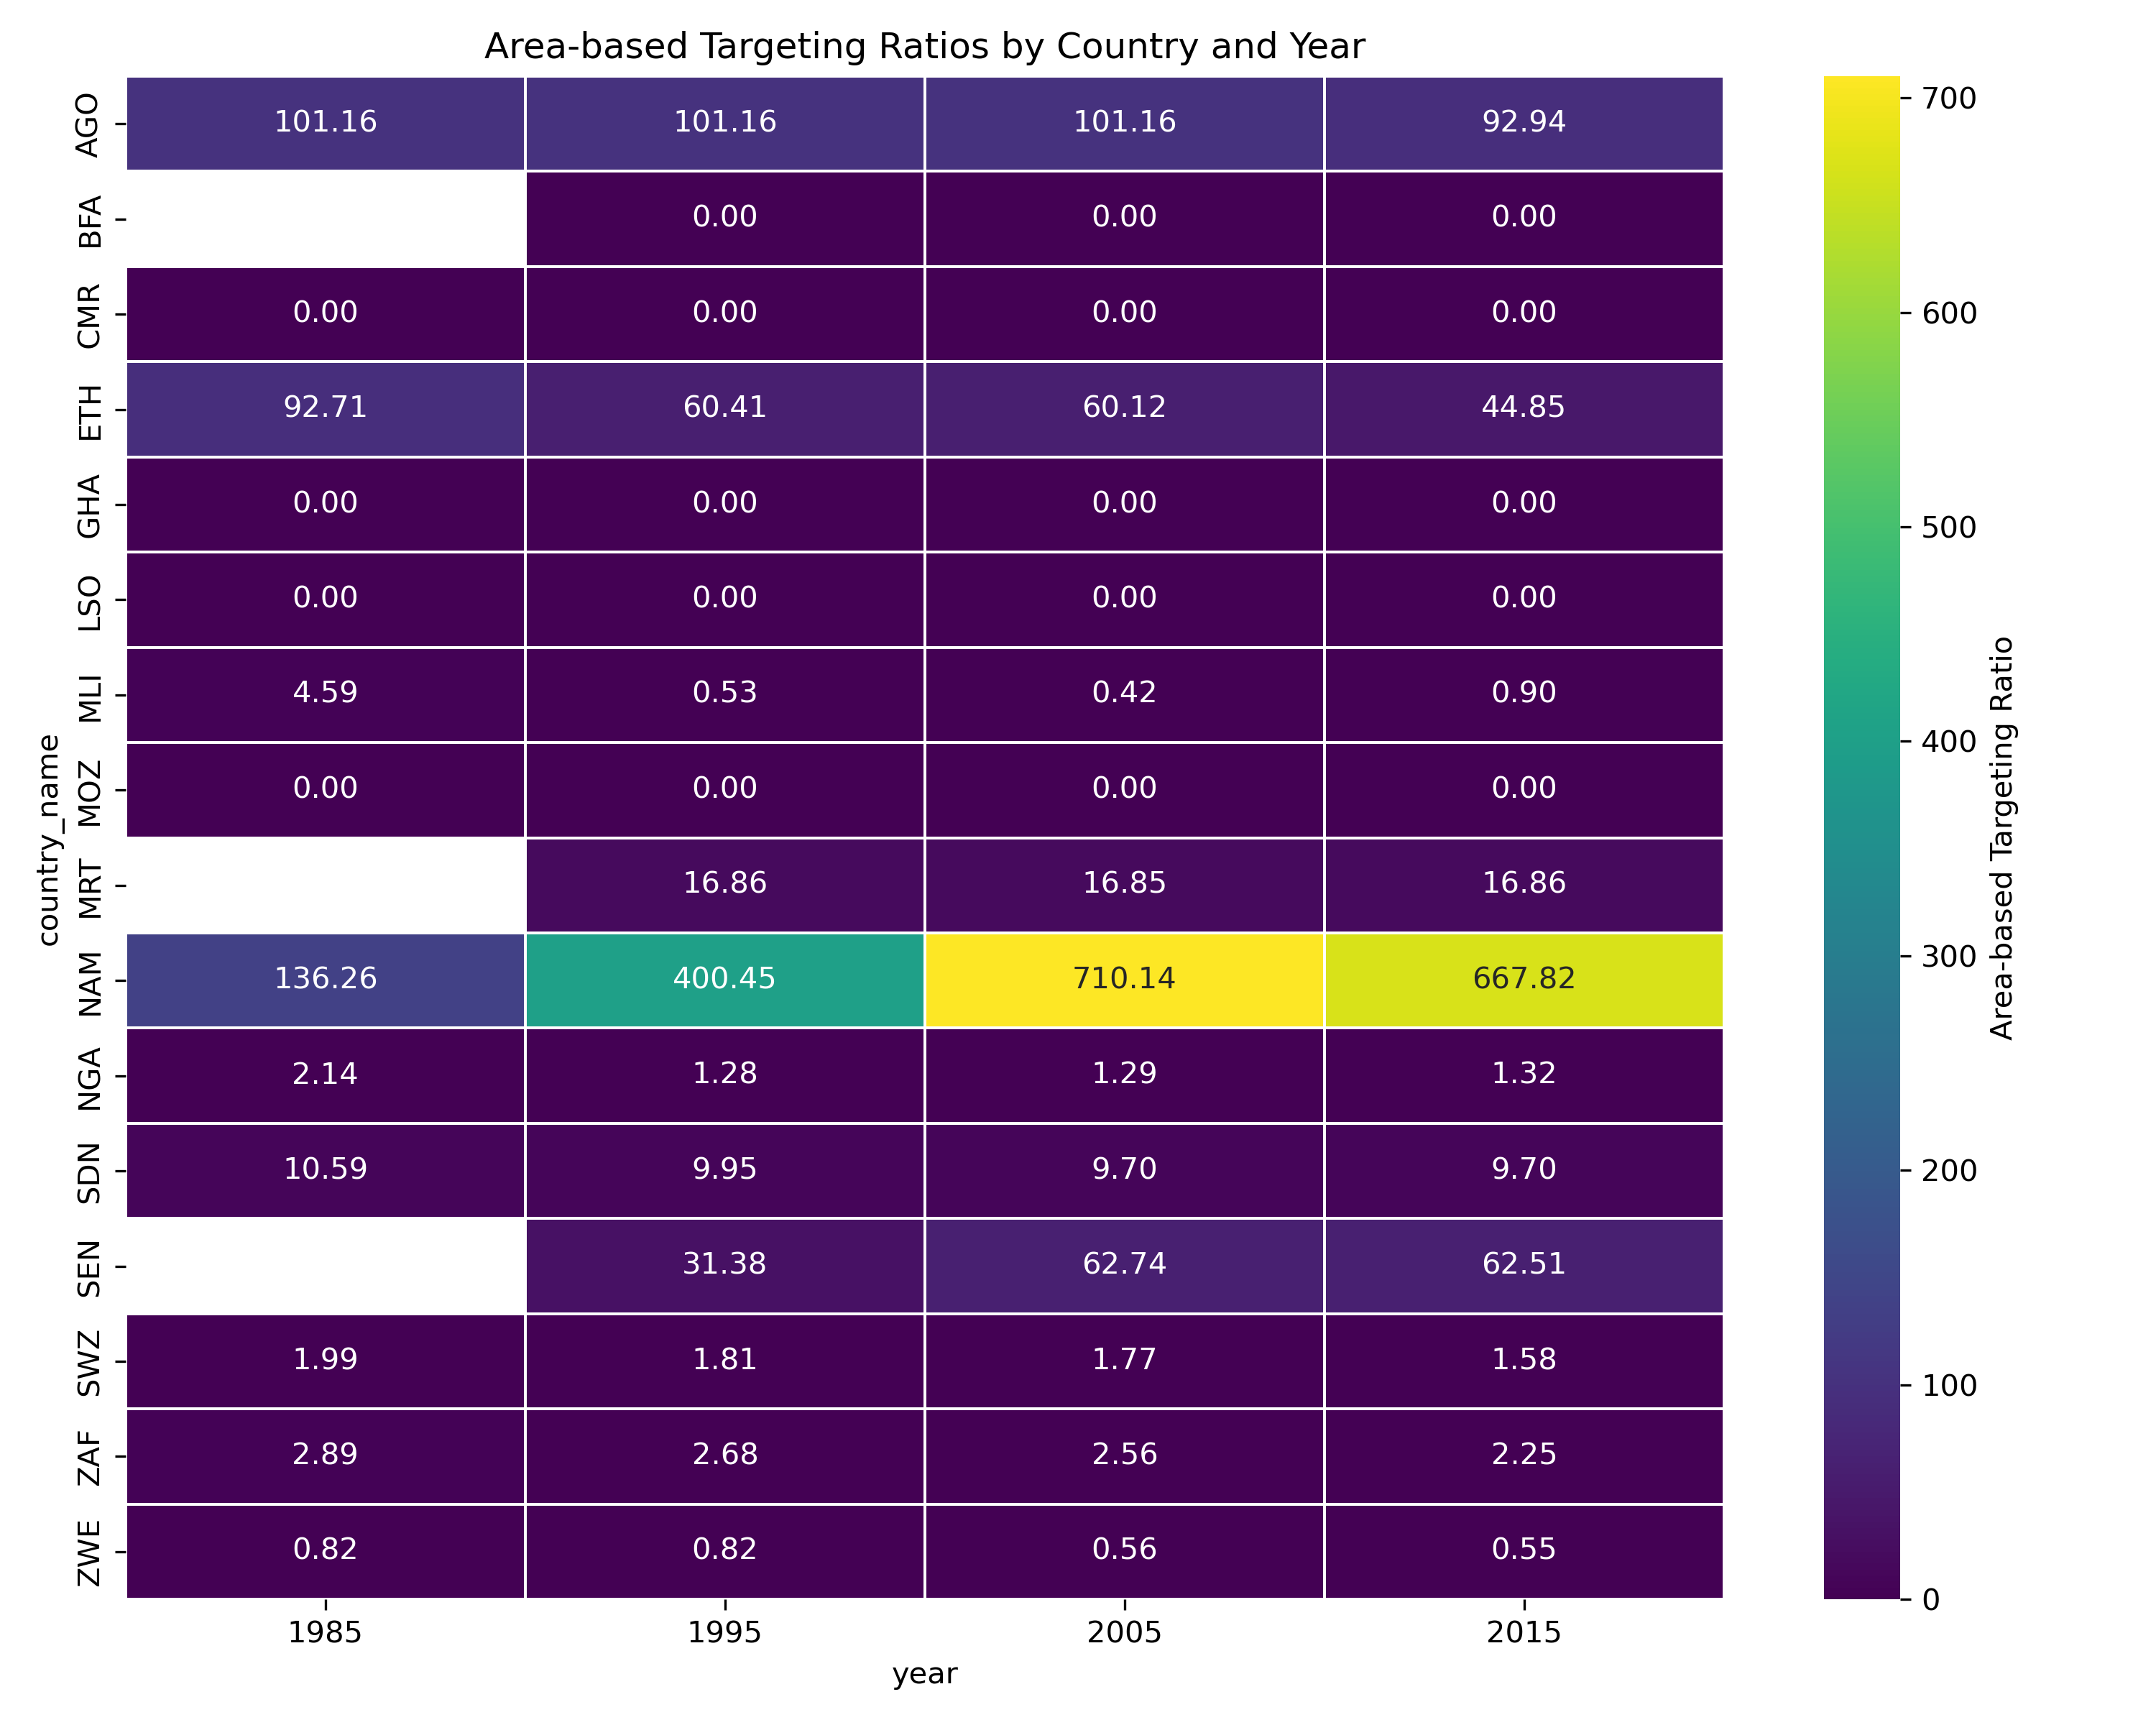 Area-based Targeting Ratios by Country and Year
AGO 101.16 101.16 101.16 92.94
BFA 0.00 0.00 0.00
CMR 0.00 0.00 0.00 0.00
ETH 92.71 60.41 60.12 44.85
GHA 0.00 0.00 0.00 0.00
LSO 0.00 0.00 0.00 0.00
MLI 4.59 0.53 0.42 0.90
MOZ 0.00 0.00 0.00 0.00
MRT 16.86 16.85 16.86
NAM 136.26 400.45 710.14 667.82
NGA 2.14 1.28 1.29 1.32
SDN 10.59 9.95 9.70 9.70
SEN 31.38 62.74 62.51
SWZ 1.99 1.81 1.77 1.58
ZAF 2.89 2.68 2.56 2.25
ZWE 0.82 0.82 0.56 0.55
1985 1995 2005 2015
year
country_name
700
600
500
400
300
200
100
0
Area-based Targeting Ratio